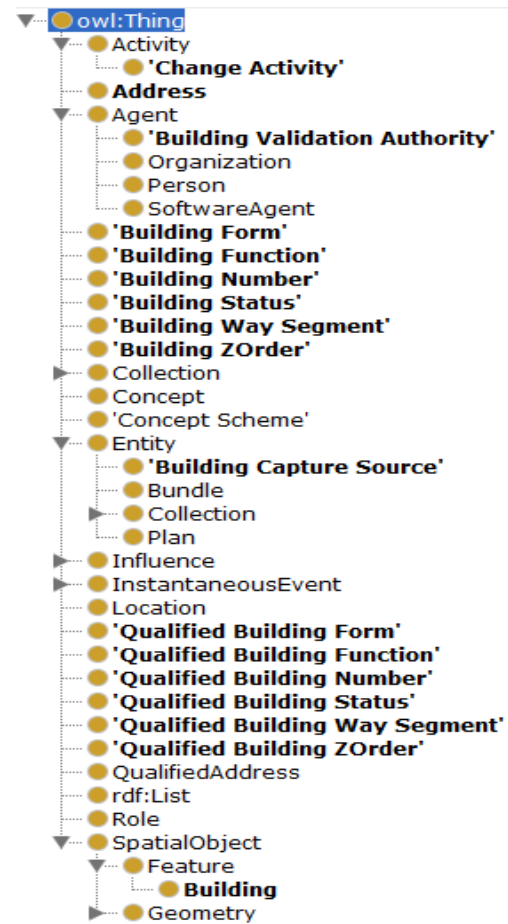 owl:Thing
Activity
'Change Activity'
Address
Agent
'Building Validation Authority'
Organization
Person
SoftwareAgent
'Building Form'
'Building Function'
'Building Number'
'Building Status'
'Building Way Segment'
'Building ZOrder'
Collection
Concept
'Concept Scheme'
Entity
'Building Capture Source'
Bundle
Collection
Plan
Influence
InstantaneousEvent
Location
'Qualified Building Form'
'Qualified Building Function'
'Qualified Building Number'
'Qualified Building Status'
'Qualified Building Way Segment'
'Qualified Building ZOrder'
QualifiedAddress
rdf:List
Role
SpatialObject
Feature
Building
Geometry